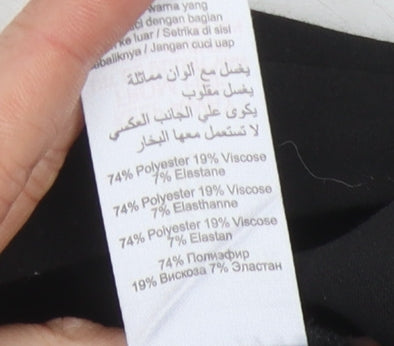 warna yang
dengan bagian
ke luar / Setrika di sisi
/ Jangan cuci uap
يغسل مع ألوان مماثلة
يغسل مقلوب
يكوى على الجانب العكسي
لا تستعمل معها البخار
74% Polyester 19% Viscose
7% Elastane
74% Polyester 19% Viscose
7% Elasthanne
74% Polyester 19% Viscose
7% Elastan
74% Полиэфир
19% Вискоза 7% Эластан